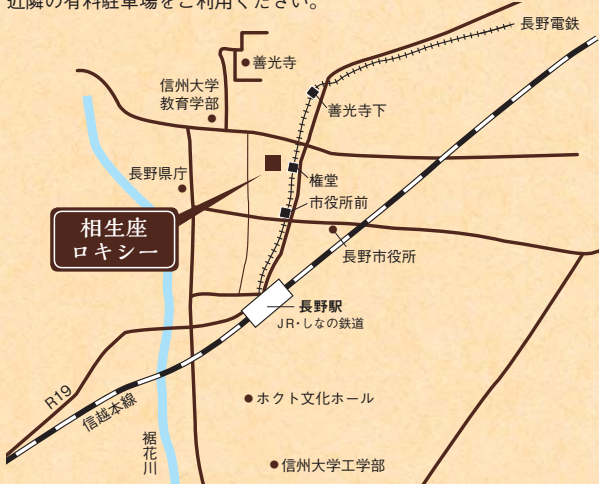 近隣の有料駐車場をご利用ください。
長野電鉄
善光寺
信州大学
教育学部
善光寺下
長野県庁
権堂
市役所前
相生座
ロキシー
長野市役所
長野駅
JR・しなの鉄道
R19
信越本線
ホクト文化ホール
裾花川
信州大学工学部